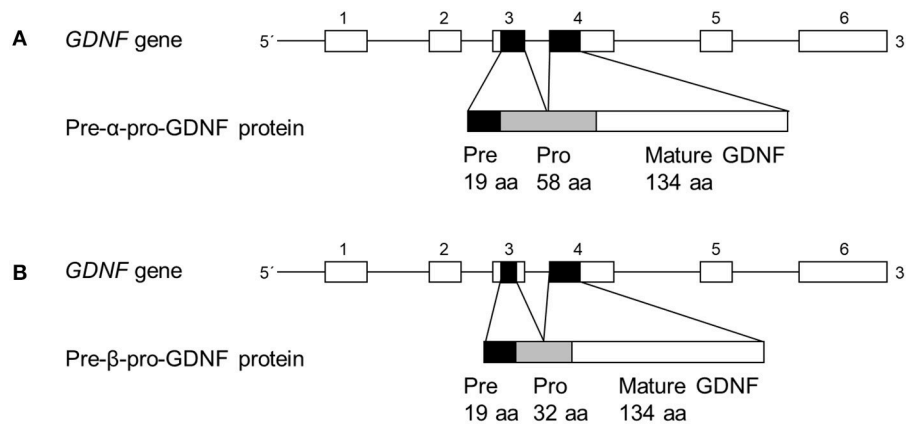 1 2 3 4 5 6
A GDNF gene 5´ 3
Pre-α-pro-GDNF protein
Pre Pro Mature GDNF
19 aa 58 aa 134 aa
1 2 3 4 5 6
B GDNF gene 5´ 3
Pre-β-pro-GDNF protein
Pre Pro Mature GDNF
19 aa 32 aa 134 aa